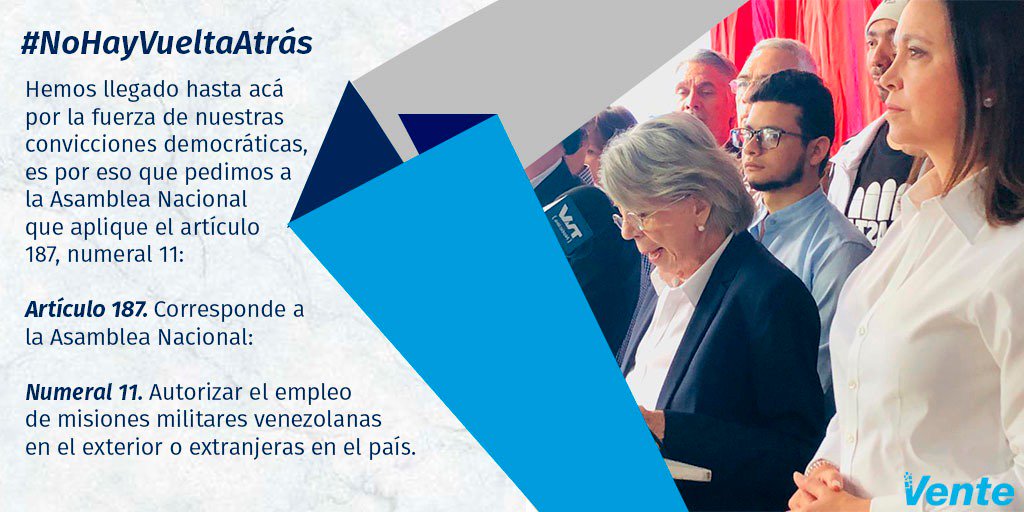 #NoHayVueltaAtrás
Hemos llegado hasta acá
por la fuerza de nuestras
convicciones democráticas,
es por eso que pedimos a
la Asamblea Nacional
que aplique el artículo
187, numeral 11:
Artículo 187. Corresponde a
la Asamblea Nacional:
Numeral 11. Autorizar el empleo
de misiones militares venezolanas
en el exterior o extranjeras en el país.
Vente